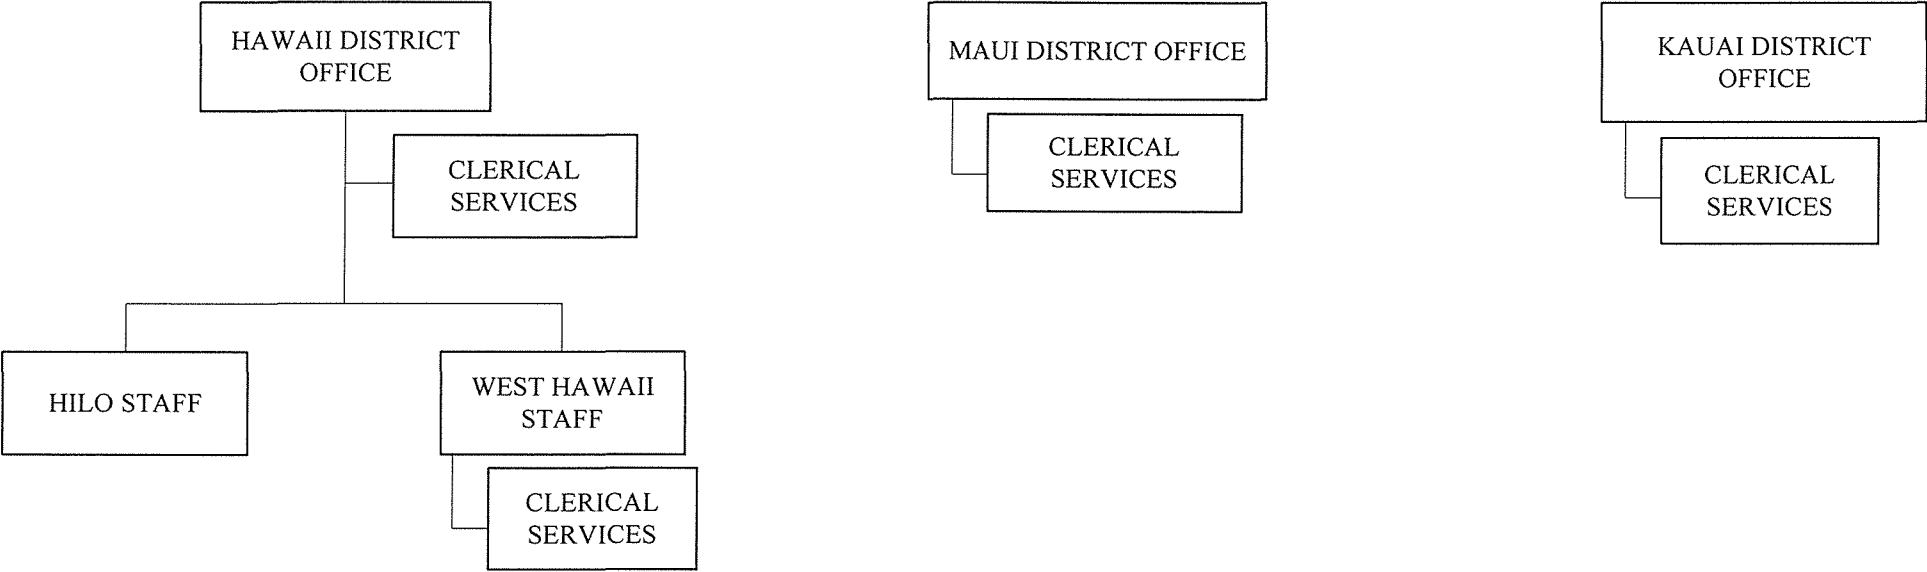 HAWAII DISTRICT
OFFICE
CLERICAL
SERVICES
HILO STAFF
WEST HAWAII
STAFF
CLERICAL
SERVICES
MAUI DISTRICT OFFICE
CLERICAL
SERVICES
KAUAI DISTRICT
OFFICE
CLERICAL
SERVICES